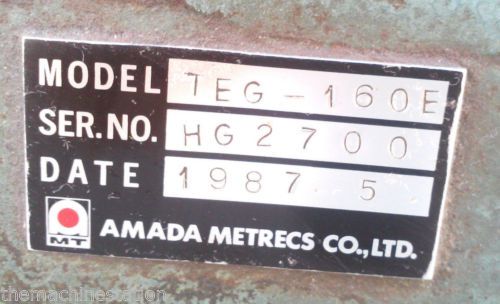 MODEL TEG-160E
SER.NO. HG2700
DATE 1987.5
MT AMADA METRECS CO.,LTD.
themachinestation